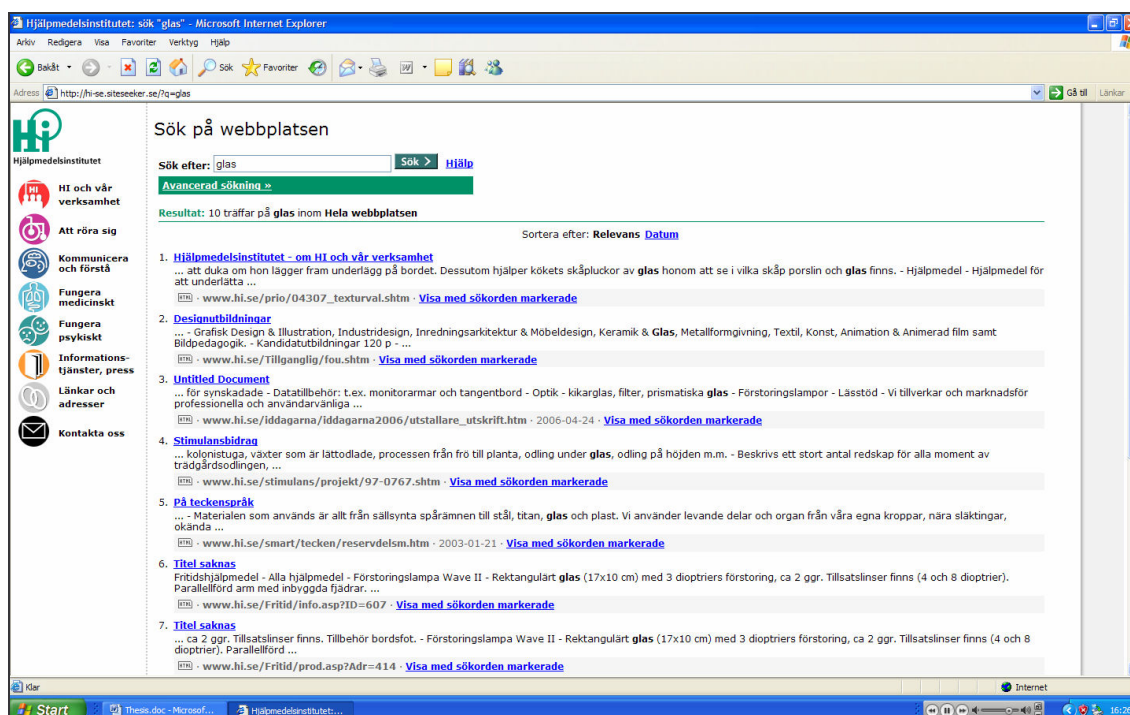 Hjälpmedelsinstitutet: sök "glas" - Microsoft Internet Explorer
Arkiv Redigera Visa Favoriter Verktyg Hjälp
Bakåt Sök Favoriter
Adress http://hi-se.siteseeker.se/?q=glas Gå till Länkar
Hi
Hjälpmedelsinstitutet
HI och vår
verksamhet
Att röra sig
Kommunicera
och förstå
Fungera
medicinskt
Fungera
psykiskt
Informations-
tjänster, press
Länkar och
adresser
Kontakta oss
Sök på webbplatsen
Sök efter: glas Sök > Hjälp
Avancerad sökning »
Resultat: 10 träffar på glas inom Hela webbplatsen
Sortera efter: Relevans Datum
1. Hjälpmedelsinstitutet - om HI och vår verksamhet
... att duka om hon lägger fram underlägg på bordet. Dessutom hjälper kökets skåpluckor av glas honom att se i vilka skåp porslin och glas finns. - Hjälpmedel - Hjälpmedel för
att underlätta ...
HTML · www.hi.se/prio/04307_texturval.shtm · Visa med sökorden markerade
2. Designutbildningar
... - Grafisk Design & Illustration, Industridesign, Inredningsarkitektur & Möbeldesign, Keramik & Glas, Metallformgivning, Textil, Konst, Animation & Animerad film samt
Bildpedagogik. - Kandidatutbildningar 120 p - ...
HTML · www.hi.se/Tillganglig/fou.shtm · Visa med sökorden markerade
3. Untitled Document
... för synskadade - Datatillbehör: t.ex. monitorarmar och tangentbord - Optik - kikarglas, filter, prismatiska glas - Förstoringslampor - Lässtöd - Vi tillverkar och marknadsför
professionella och användarvänliga ...
HTML · www.hi.se/iddagarna/iddagarna2006/utstallare_utskrift.htm · 2006-04-24 · Visa med sökorden markerade
4. Stimulansbidrag
... kolonistuga, växter som är lättodlade, processen från frö till planta, odling under glas, odling på höjden m.m. - Beskrivs ett stort antal redskap för alla moment av
trädgårdsodlingen, ...
HTML · www.hi.se/stimulans/projekt/97-0767.shtm · Visa med sökorden markerade
5. På teckenspråk
... - Materialen som används är allt från sällsynta spårämnen till stål, titan, glas och plast. Vi använder levande delar och organ från våra egna kroppar, nära släktingar,
okända ...
HTML · www.hi.se/smart/tecken/reservdelsm.htm · 2003-01-21 · Visa med sökorden markerade
6. Titel saknas
Fritidshjälpmedel - Alla hjälpmedel - Förstoringslampa Wave II - Rektangulärt glas (17x10 cm) med 3 dioptriers förstoring, ca 2 ggr. Tillsatslinser finns (4 och 8 dioptrier).
Parallellförd arm med inbyggda fjädrar. ...
HTML · www.hi.se/Fritid/info.asp?ID=607 · Visa med sökorden markerade
7. Titel saknas
... ca 2 ggr. Tillsatslinser finns. Tillbehör bordsfot. - Förstoringslampa Wave II - Rektangulärt glas (17x10 cm) med 3 dioptriers förstoring, ca 2 ggr. Tillsatslinser finns (4 och 8
dioptrier). Parallellförd ...
HTML · www.hi.se/Fritid/prod.asp?Adr=414 · Visa med sökorden markerade
Klar Internet
Start Thesis.doc - Microsof... Hjälpmedelsinstitutet:... 16:26